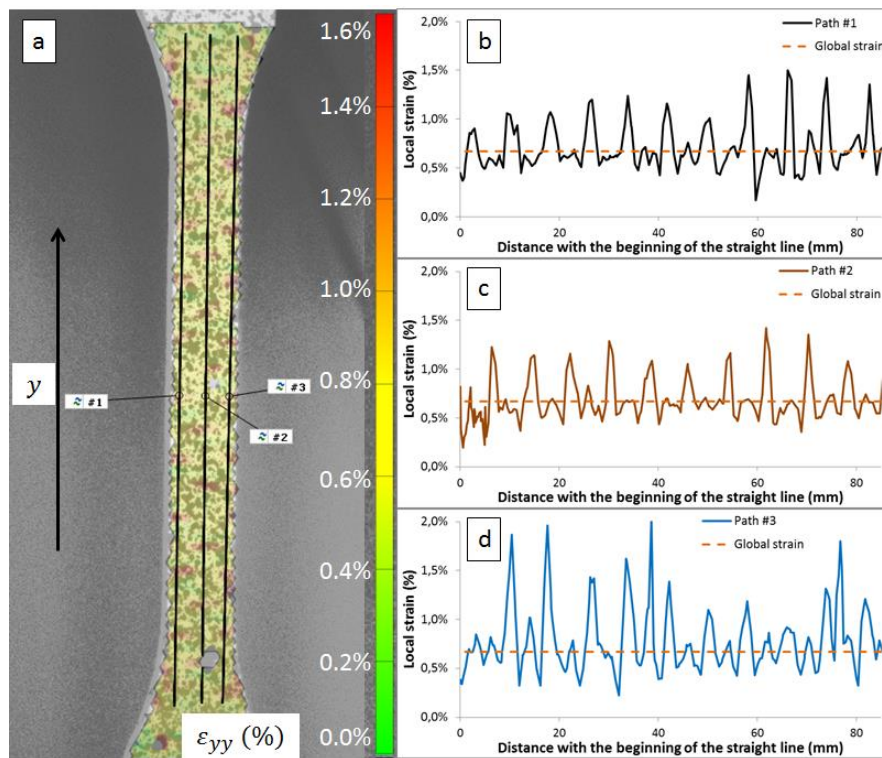 a
1.6%
1.4%
1.2%
1.0%
0.8%
0.6%
0.4%
0.2%
0.0%
y
#1
#3
#2
εyy (%)
b
2,0%
1,5%
1,0%
0,5%
0,0%
Local strain (%)
Path #1
Global strain
0
20
40
60
80
Distance with the beginning of the straight line (mm)
c
2,0%
1,5%
1,0%
0,5%
0,0%
Local strain (%)
Path #2
Global strain
0
20
40
60
80
Distance with the beginning of the straight line (mm)
d
2,0%
1,5%
1,0%
0,5%
0,0%
Local strain (%)
Path #3
Global strain
0
20
40
60
80
Distance with the beginning of the straight line (mm)